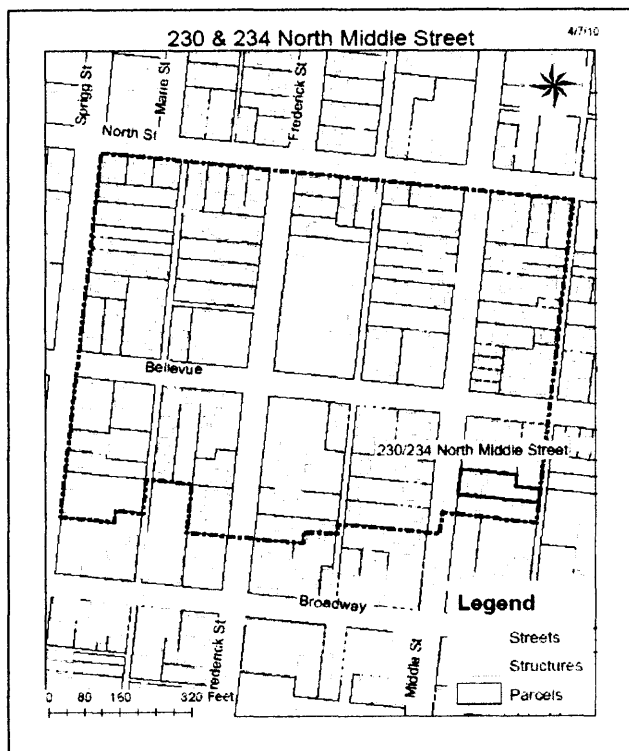 230 & 234 North Middle Street
4/7/10
Sprigg St
Marie St
Frederick St
North St
Bellevue
230/234 North Middle Street
Broadway
Frederick St
Middle St
Legend
Streets
Structures
Parcels
0 80 160 320 Feet